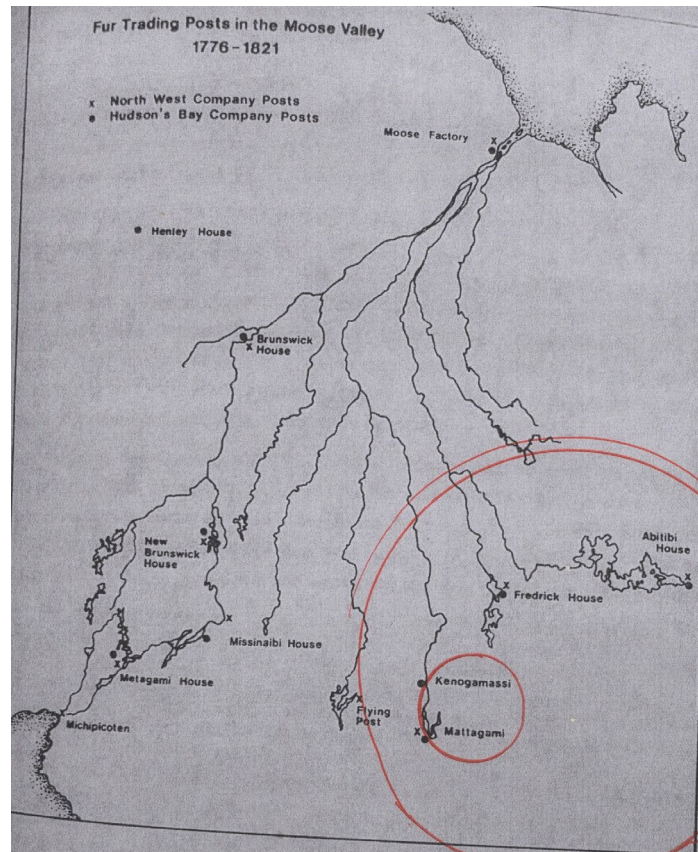 Fur Trading Posts in the Moose Valley
1776-1821
x North West Company Posts
● Hudson's Bay Company Posts
Moose Factory
x
Henley House
Brunswick
House
x
New
Brunswick
House
x
Abitibi
House
x
Fredrick House
x
Missinaibi House
x
Metagami House
x
Michipicoten
x
Flying
Post
x
Kenogamassi
Mattagami
x